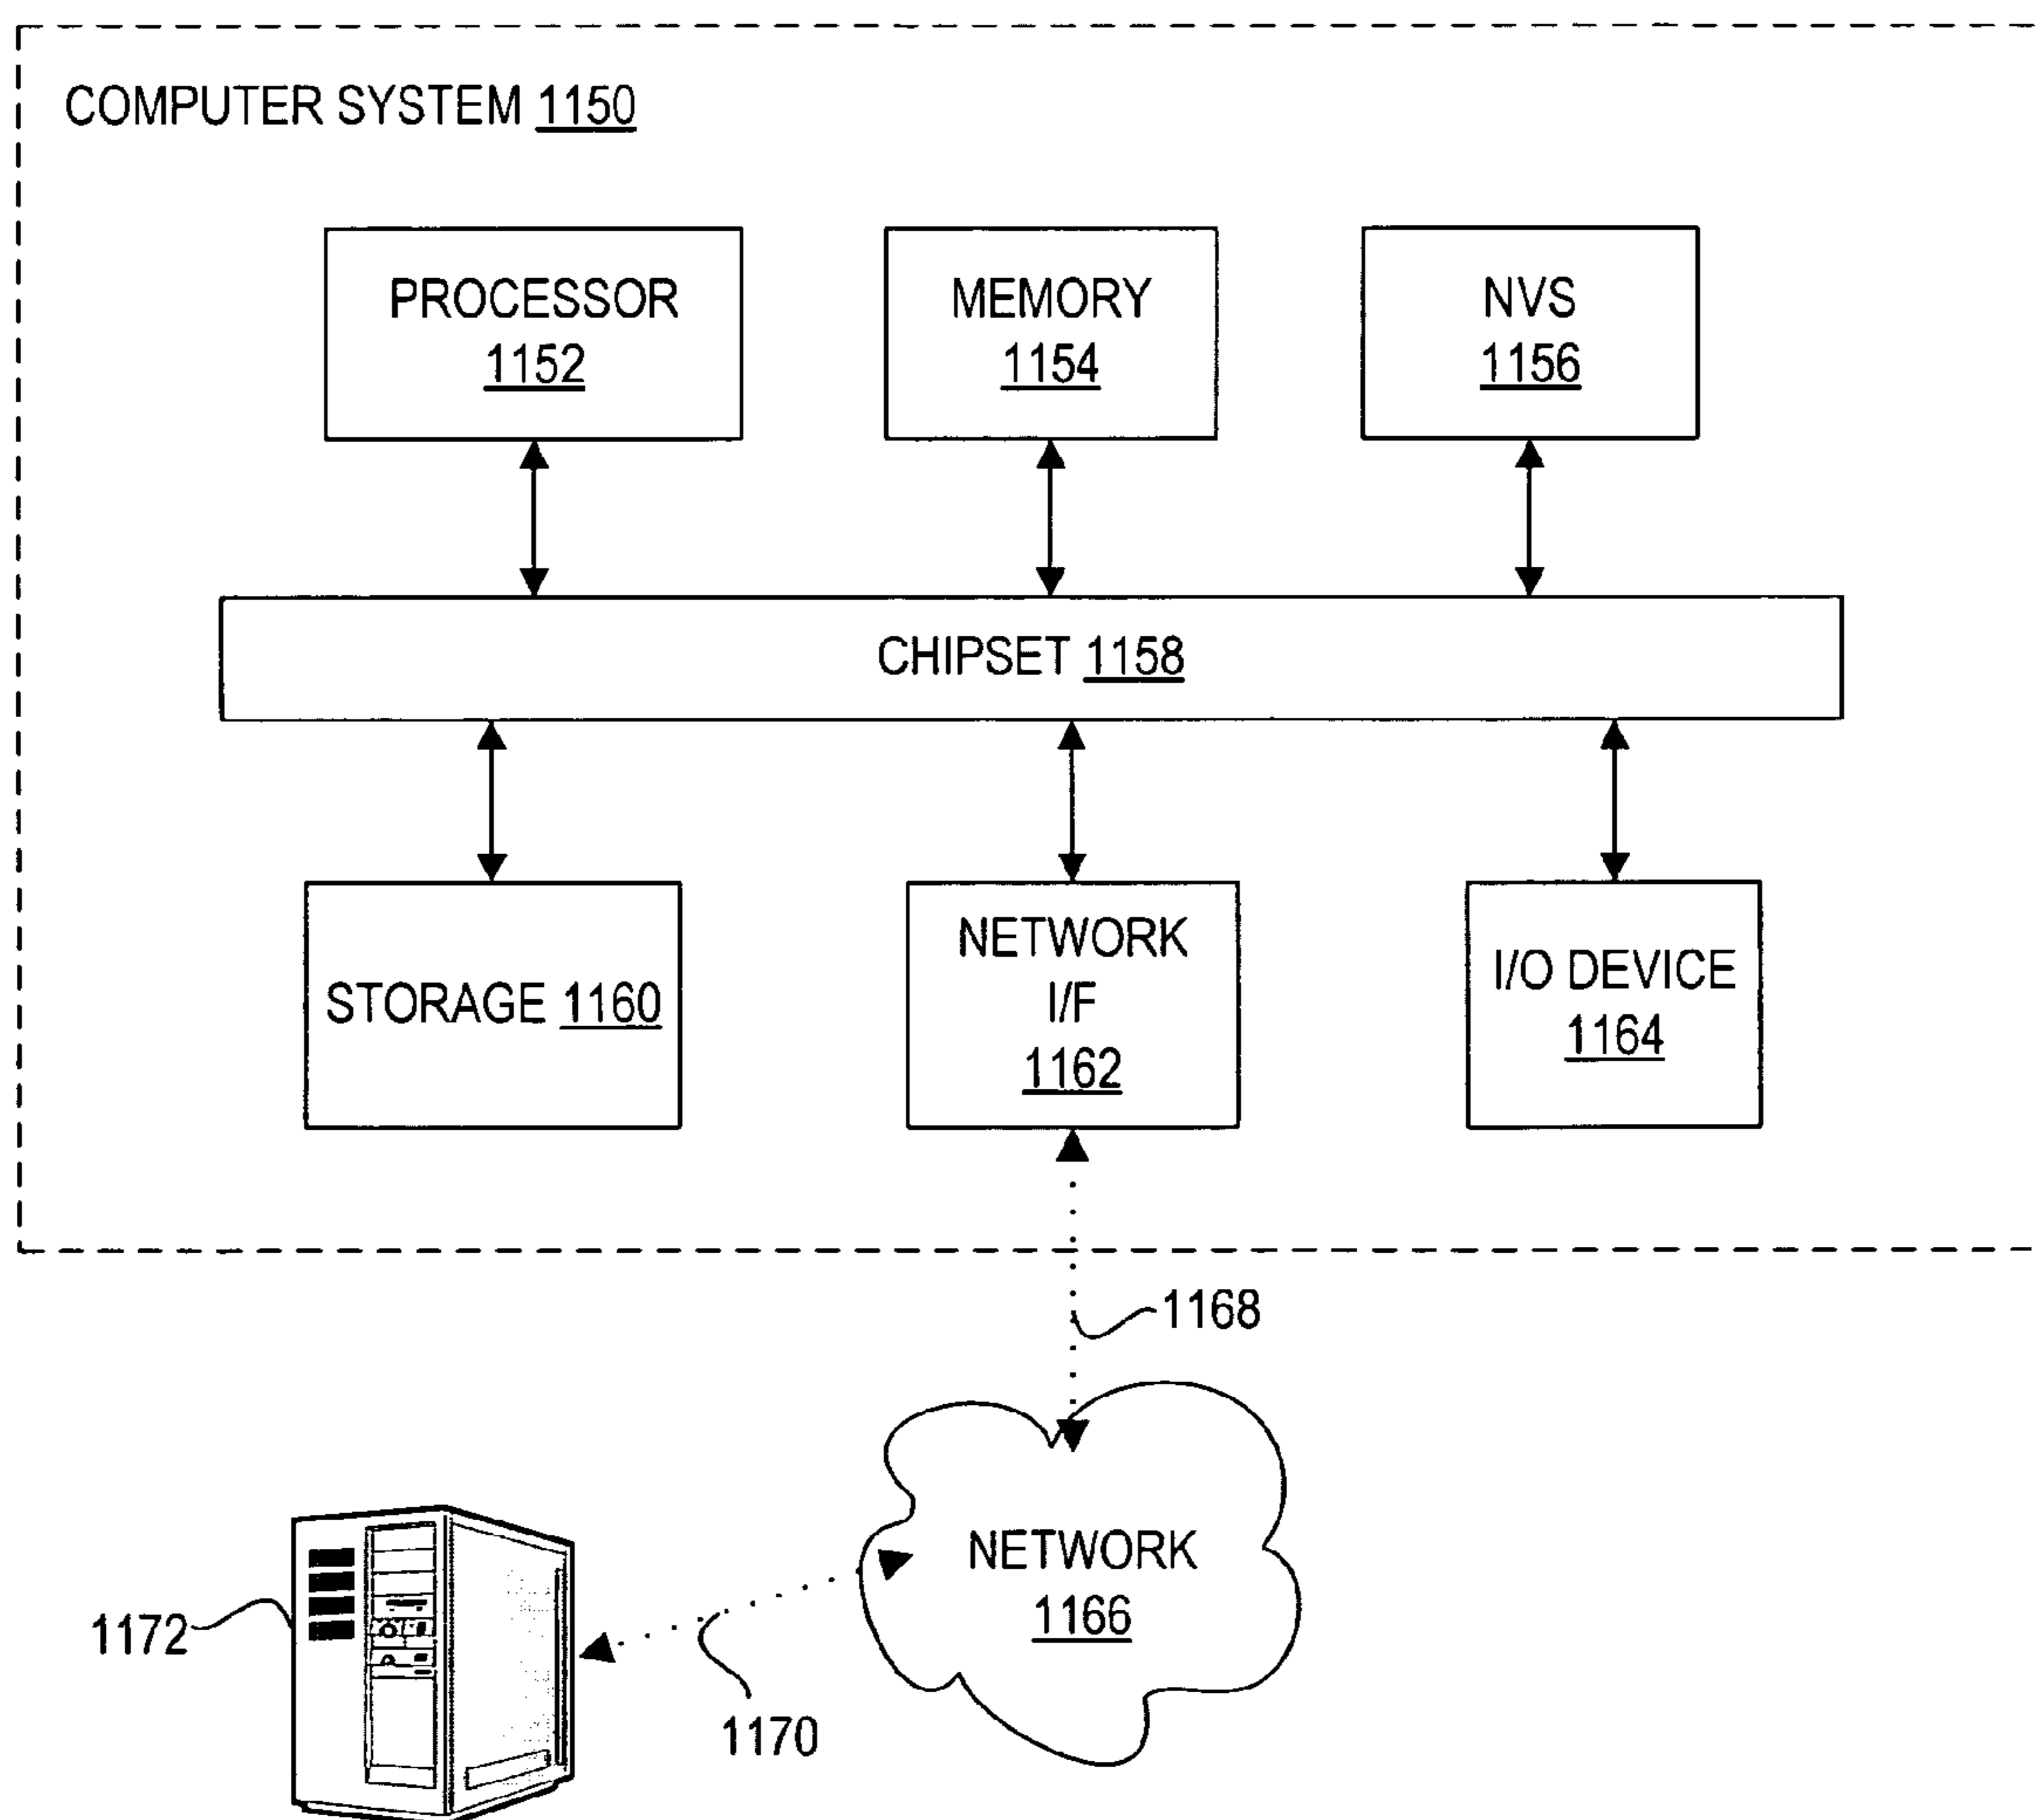 COMPUTER SYSTEM 1150
PROCESSOR
1152
MEMORY
1154
NVS
1156
CHIPSET 1158
STORAGE 1160
NETWORK
I/F
1162
I/O DEVICE
1164
1168
NETWORK
1166
1172
1170